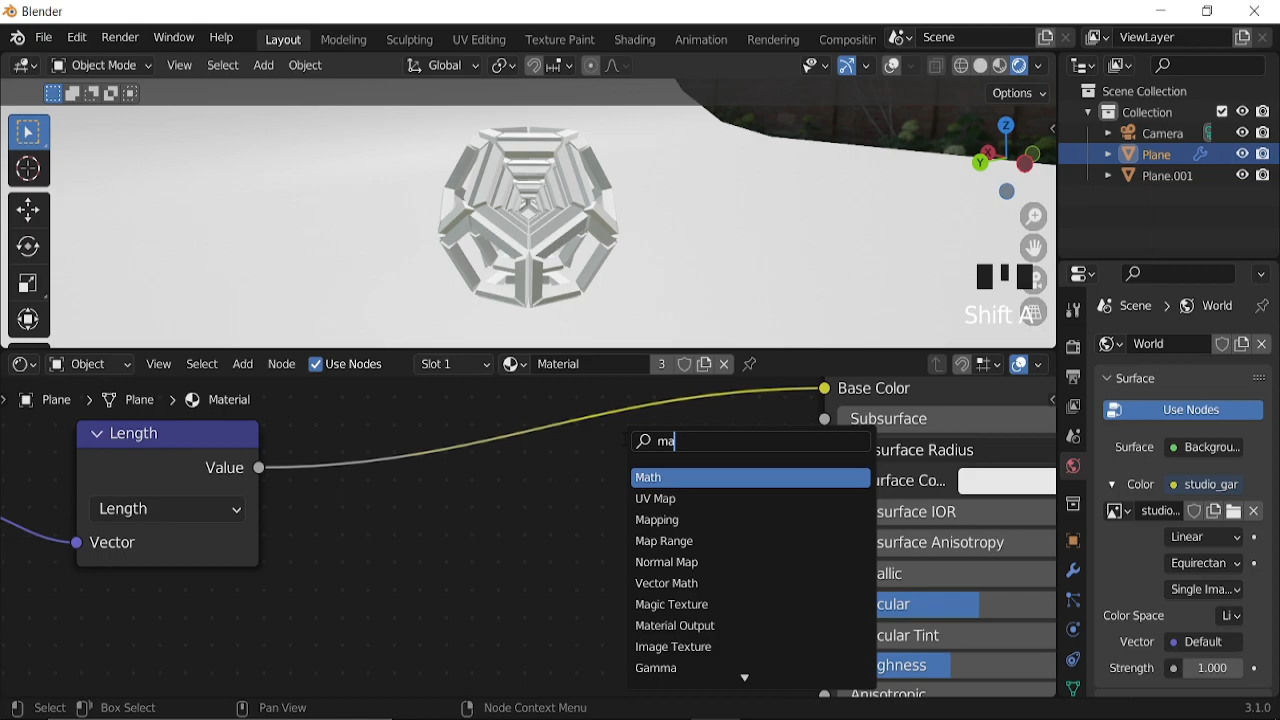 Blender
File Edit Render Window Help Layout Modeling Sculpting UV Editing Texture Paint Shading Animation Rendering Compositin Scene ViewLayer
Object Mode View Select Add Object Global
Options
Scene Collection
Collection
Camera
Plane
Plane.001
Z
Y
X
Shift A
Object View Select Add Node Use Nodes Slot 1 Material 3
Plane > Plane > Material
Length
Value
Length
Vector
Base Color
Subsurface
surface Radius
surface Co...
surface IOR
surface Anisotropy
allic
cular
cular Tint
ghness
Anisotropic
ma
Math
UV Map
Mapping
Map Range
Normal Map
Vector Math
Magic Texture
Material Output
Image Texture
Gamma
Scene > World
World
Surface
Use Nodes
Surface Backgrou...
Color studio_gar
studio...
Linear
Equirectan
Single Ima...
Color Space Li
Vector Default
Strength 1.000
Select Box Select Pan View Node Context Menu 3.1.0